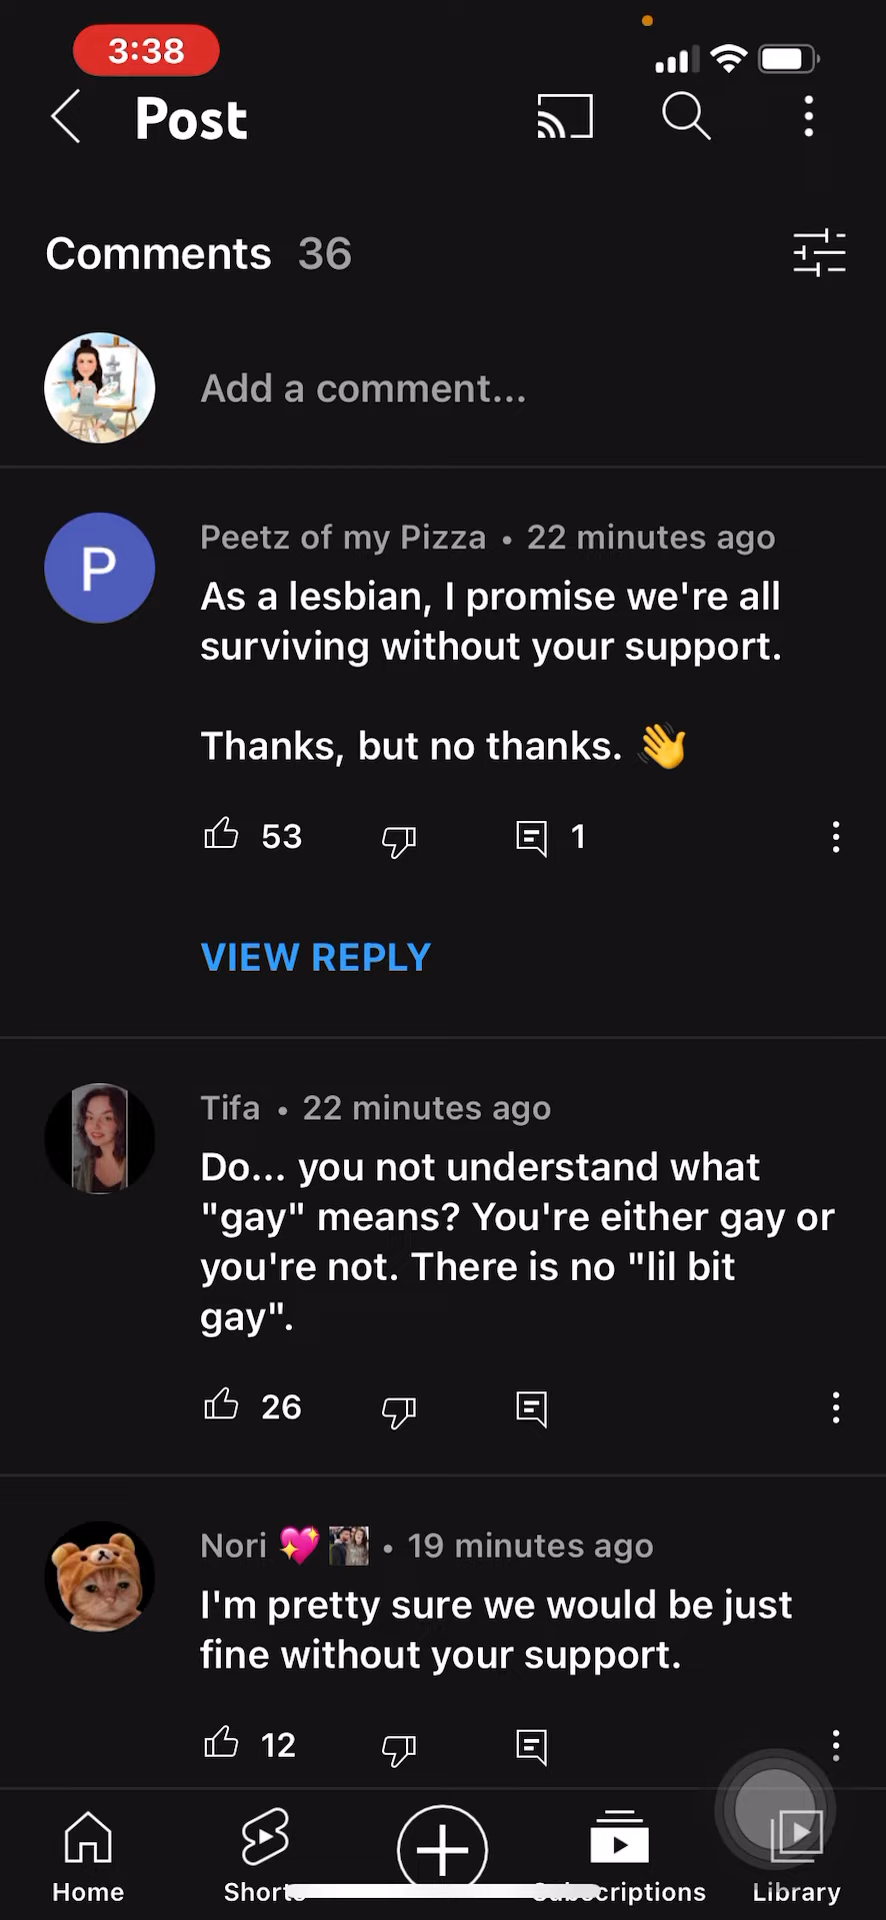 3:38
Post
Comments 36
Add a comment...
P
Peetz of my Pizza • 22 minutes ago
As a lesbian, I promise we're all
surviving without your support.
Thanks, but no thanks. 👋
53 1
VIEW REPLY
Tifa • 22 minutes ago
Do... you not understand what
"gay" means? You're either gay or
you're not. There is no "lil bit
gay".
26
Nori 💖 • 19 minutes ago
I'm pretty sure we would be just
fine without your support.
12
Home Shorts Subscriptions Library